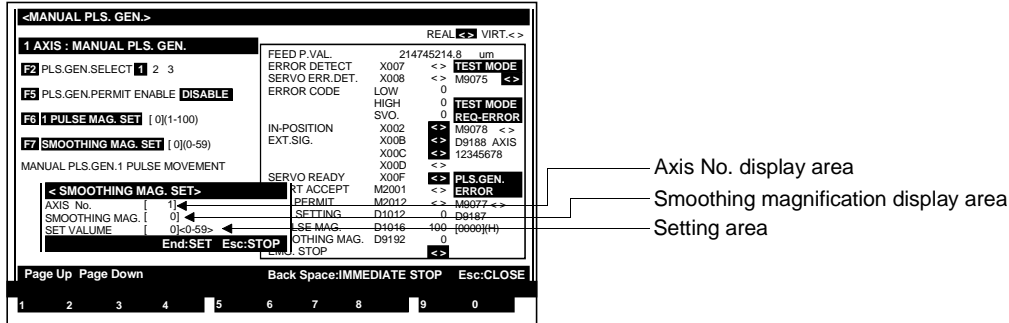 <MANUAL PLS. GEN.>
REAL <> VIRT.< >
1 AXIS : MANUAL PLS. GEN.
F2 PLS.GEN.SELECT 1 2 3
F5 PLS.GEN.PERMIT ENABLE DISABLE
F6 1 PULSE MAG. SET [ 0](1-100)
F7 SMOOTHING MAG. SET [ 0](0-59)
MANUAL PLS.GEN.1 PULSE MOVEMENT
< SMOOTHING MAG. SET>
AXIS No. [ 1]
SMOOTHING MAG. [ 0]
SET VALUME [ 0]<0-59>
End:SET Esc:STOP
FEED P.VAL. 214745214.8 um
ERROR DETECT X007 < > TEST MODE
SERVO ERR.DET. X008 < > M9075 <>
ERROR CODE LOW 0
HIGH 0 TEST MODE
SVO. 0 REQ-ERROR
IN-POSITION X002 <> M9078 < >
EXT.SIG. X00B <> D9188 AXIS
X00C <> 12345678
X00D < >
SERVO READY X00F <> PLS.GEN.
RT ACCEPT M2001 < > ERROR
PERMIT M2012 < > M9077 < >
SETTING D1012 0 D9187
LSE MAG. D1016 100 [0000](H)
OTHING MAG. D9192 0
EMG. STOP <>
Page Up Page Down Back Space:IMMEDIATE STOP Esc:CLOSE
1 2 3 4 5 6 7 8 9 0
Axis No. display area
Smoothing magnification display area
Setting area